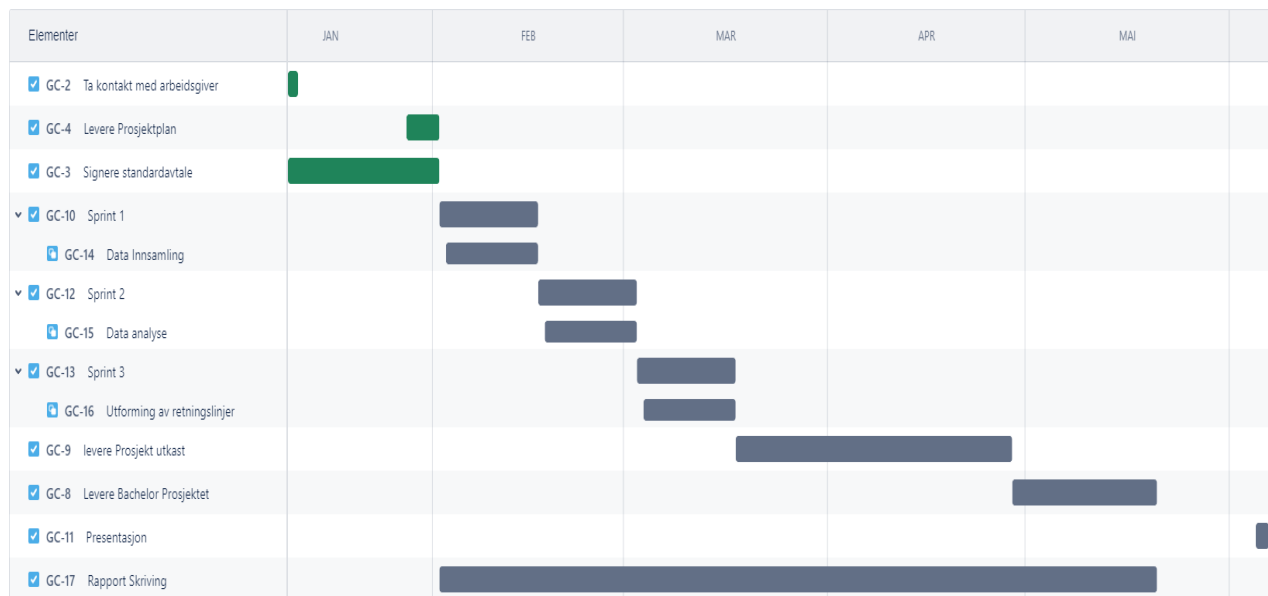 Elementer JAN FEB MAR APR MAI
GC-2 Ta kontakt med arbeidsgiver
GC-4 Levere Prosjektplan
GC-3 Signere standardavtale
GC-10 Sprint 1
GC-14 Data Innsamling
GC-12 Sprint 2
GC-15 Data analyse
GC-13 Sprint 3
GC-16 Utforming av retningslinjer
GC-9 levere Prosjekt utkast
GC-8 Levere Bachelor Prosjektet
GC-11 Presentasjon
GC-17 Rapport Skriving